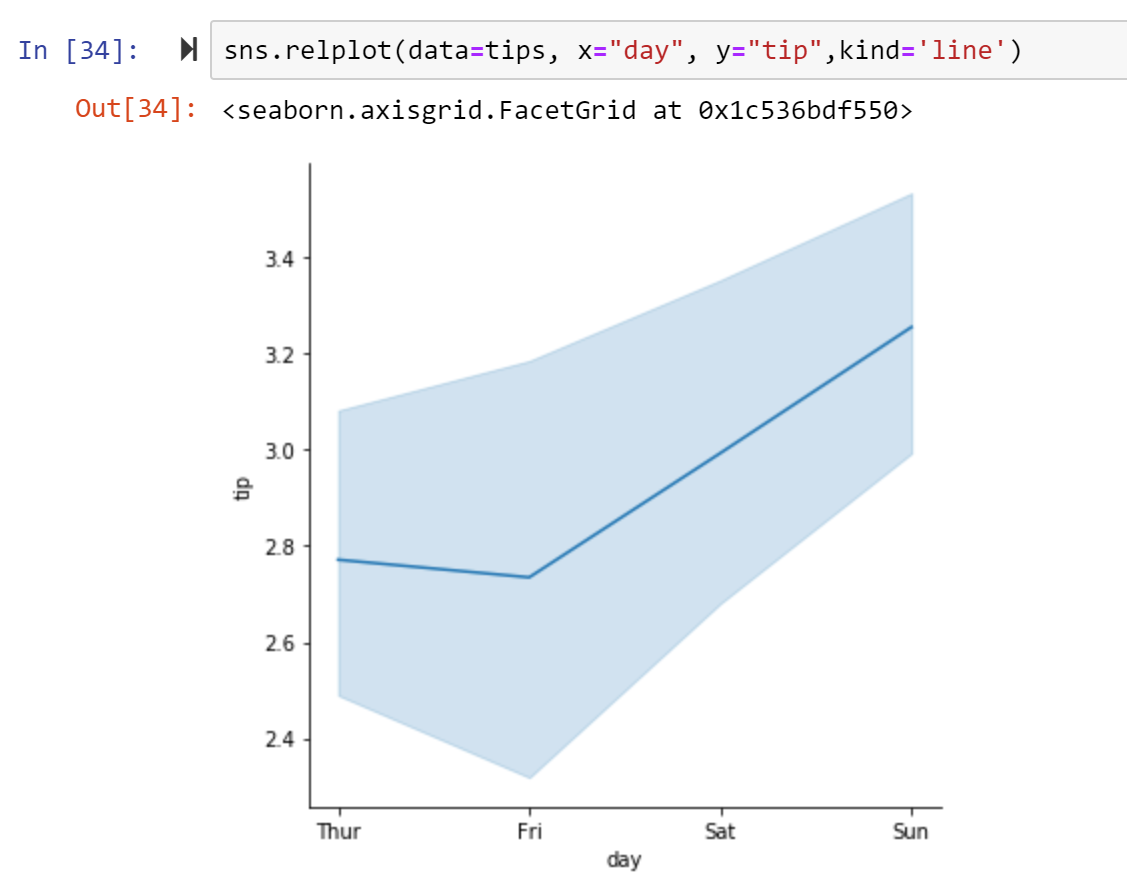 In [34]: sns.relplot(data=tips, x="day", y="tip",kind='line')
Out[34]: <seaborn.axisgrid.FacetGrid at 0x1c536bdf550>
3.4
3.2
3.0
2.8
2.6
2.4
tip
Thur Fri Sat Sun
day